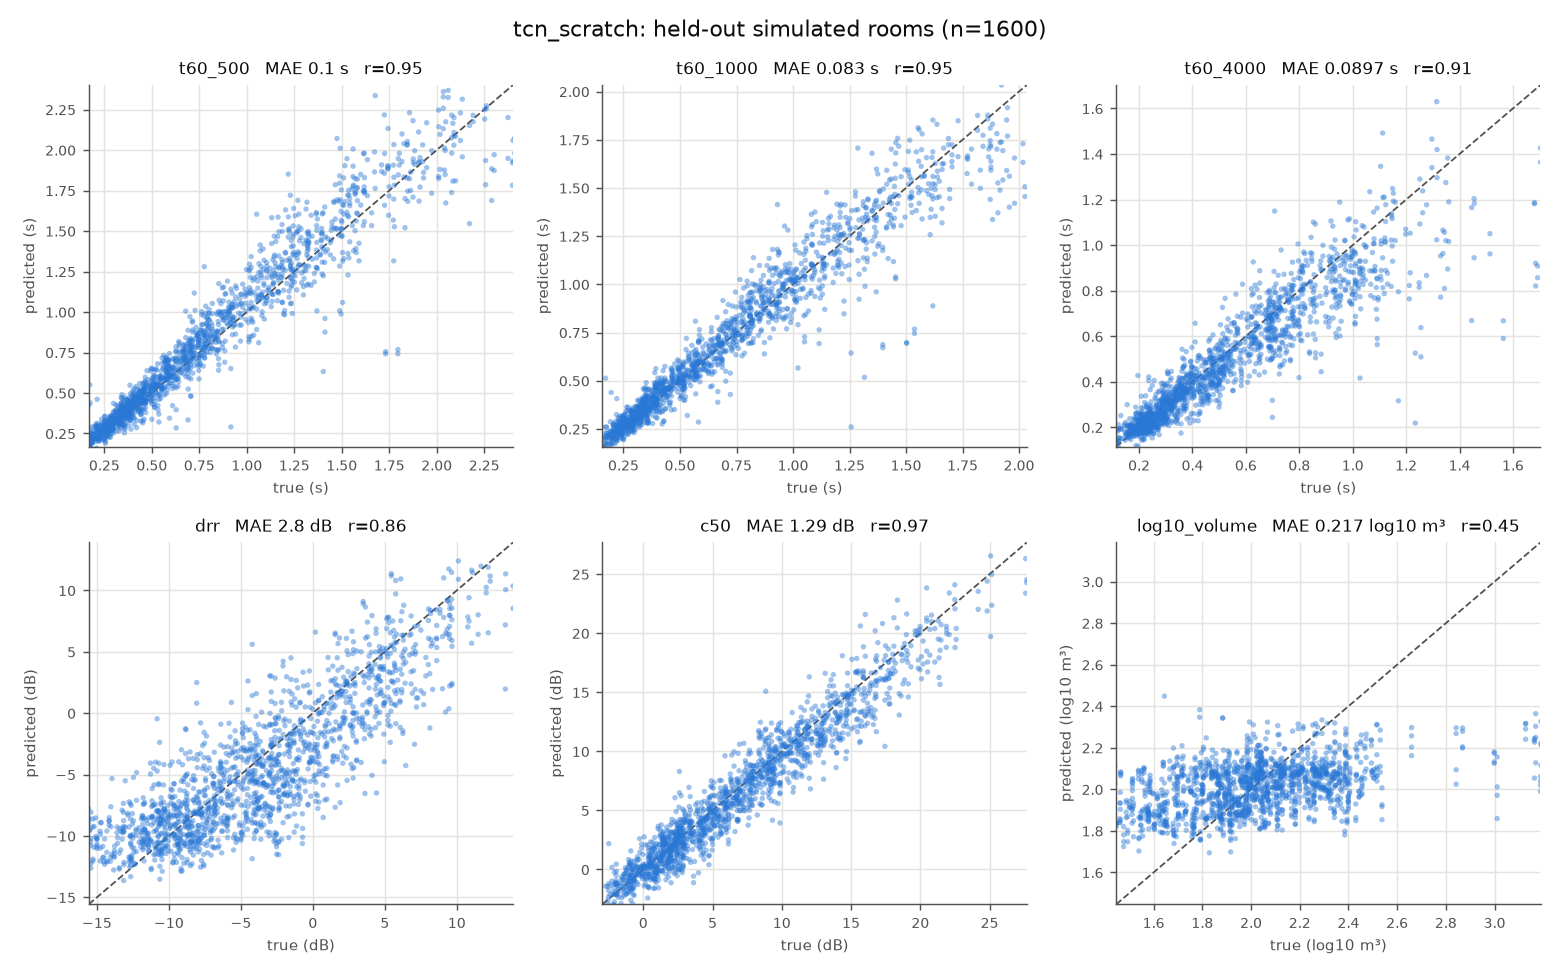 tcn_scratch: held-out simulated rooms (n=1600)
t60_500 MAE 0.1 s r=0.95
2.25
2.00
1.75
1.50
1.25
1.00
0.75
0.50
0.25
predicted (s)
0.25 0.50 0.75 1.00 1.25 1.50 1.75 2.00 2.25
true (s)
t60_1000 MAE 0.083 s r=0.95
2.00
1.75
1.50
1.25
1.00
0.75
0.50
0.25
predicted (s)
0.25 0.50 0.75 1.00 1.25 1.50 1.75 2.00
true (s)
t60_4000 MAE 0.0897 s r=0.91
1.6
1.4
1.2
1.0
0.8
0.6
0.4
0.2
predicted (s)
0.2 0.4 0.6 0.8 1.0 1.2 1.4 1.6
true (s)
drr MAE 2.8 dB r=0.86
10
5
0
−5
−10
−15
predicted (dB)
−15 −10 −5 0 5 10
true (dB)
c50 MAE 1.29 dB r=0.97
25
20
15
10
5
0
predicted (dB)
0 5 10 15 20 25
true (dB)
log10_volume MAE 0.217 log10 m³ r=0.45
3.0
2.8
2.6
2.4
2.2
2.0
1.8
1.6
predicted (log10 m³)
1.6 1.8 2.0 2.2 2.4 2.6 2.8 3.0
true (log10 m³)